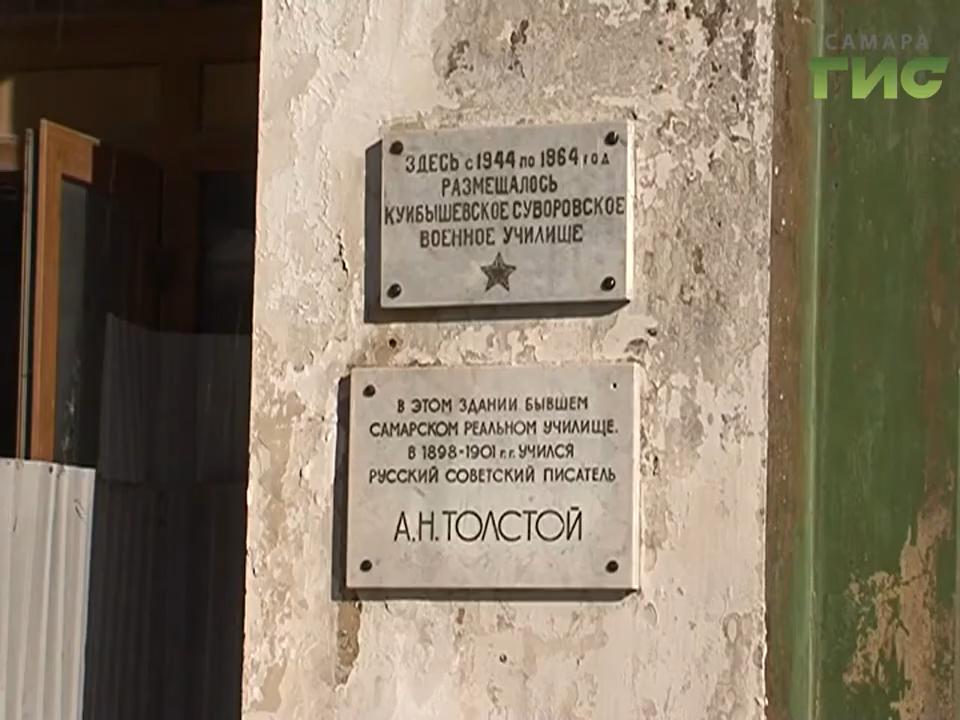 САМАРА
ГИС
ЗДЕСЬ с 1944 по 1964 год
РАЗМЕЩАЛОСЬ
КУЙБЫШЕВСКОЕ СУВОРОВСКОЕ
ВОЕННОЕ УЧИЛИЩЕ
В ЭТОМ ЗДАНИИ БЫВШЕМ
САМАРСКОМ РЕАЛЬНОМ УЧИЛИЩЕ.
В 1898-1901 г.г. УЧИЛСЯ
РУССКИЙ СОВЕТСКИЙ ПИСАТЕЛЬ
А.Н.ТОЛСТОЙ